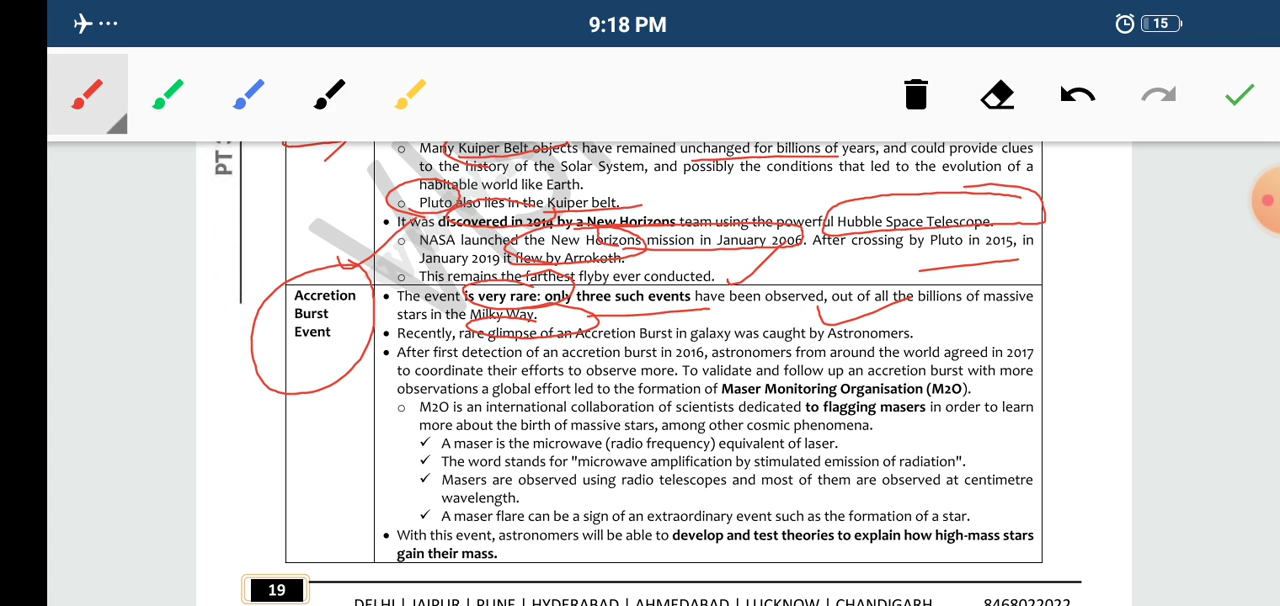 9:18 PM
15
PT
o Many Kuiper Belt objects have remained unchanged for billions of years, and could provide clues
to the history of the Solar System, and possibly the conditions that led to the evolution of a
habitable world like Earth.
o Pluto also lies in the Kuiper belt.
• It was discovered in 2014 by a New Horizons team using the powerful Hubble Space Telescope.
o NASA launched the New Horizons mission in January 2006. After crossing by Pluto in 2015, in
January 2019 it flew by Arrokoth.
o This remains the farthest flyby ever conducted.
Accretion
Burst
Event
• The event is very rare: only three such events have been observed, out of all the billions of massive
stars in the Milky Way.
• Recently, rare glimpse of an Accretion Burst in galaxy was caught by Astronomers.
• After first detection of an accretion burst in 2016, astronomers from around the world agreed in 2017
to coordinate their efforts to observe more. To validate and follow up an accretion burst with more
observations a global effort led to the formation of Maser Monitoring Organisation (M2O).
o M2O is an international collaboration of scientists dedicated to flagging masers in order to learn
more about the birth of massive stars, among other cosmic phenomena.
✓ A maser is the microwave (radio frequency) equivalent of laser.
✓ The word stands for "microwave amplification by stimulated emission of radiation".
✓ Masers are observed using radio telescopes and most of them are observed at centimetre
wavelength.
✓ A maser flare can be a sign of an extraordinary event such as the formation of a star.
• With this event, astronomers will be able to develop and test theories to explain how high-mass stars
gain their mass.
19
DELHI | JAIPUR | PUNE | HYDERABAD | AHMEDABAD | LUCKNOW | CHANDIGARH 8468022022